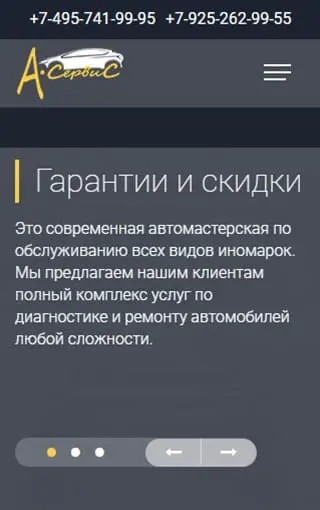 +7-495-741-99-95 +7-925-262-99-55
А-Сервис
Гарантии и скидки
Это современная автомастерская по
обслуживанию всех видов иномарок.
Мы предлагаем нашим клиентам
полный комплекс услуг по
диагностике и ремонту автомобилей
любой сложности.